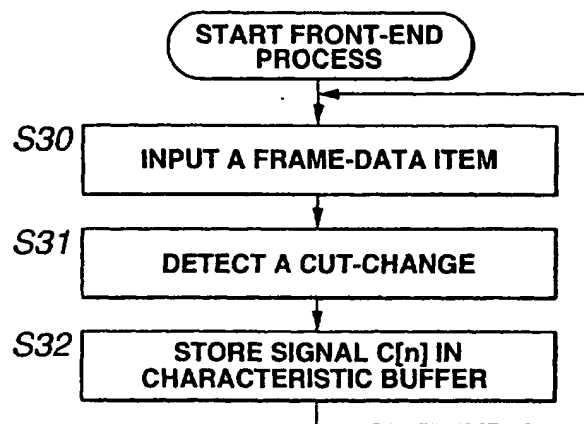 START FRONT-END
PROCESS
S30
INPUT A FRAME-DATA ITEM
S31
DETECT A CUT-CHANGE
S32
STORE SIGNAL C[n] IN
CHARACTERISTIC BUFFER